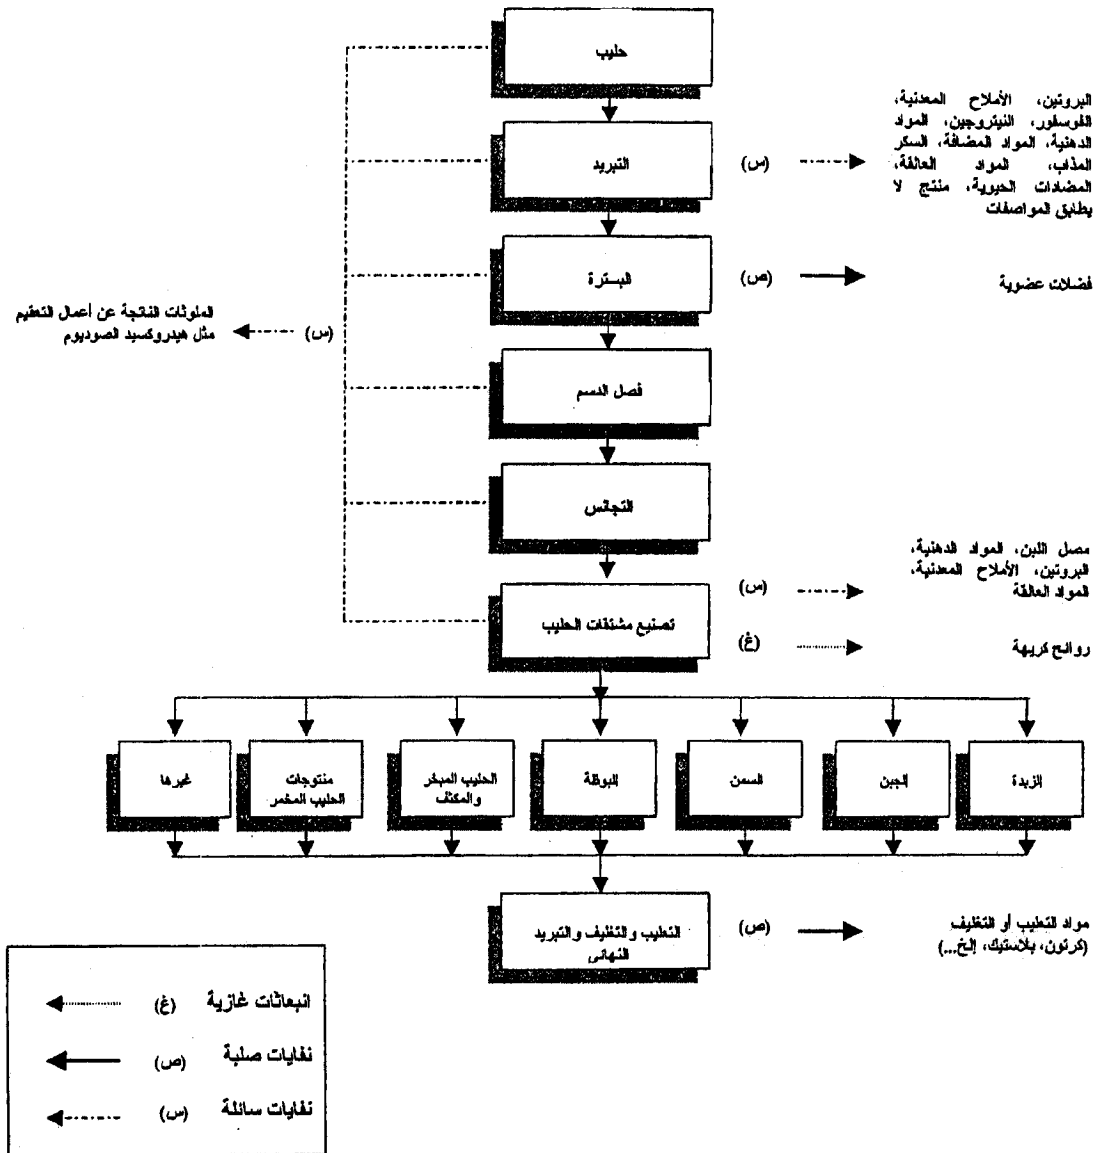 حليب
البروتين، الأملاح المعدنية،
الفوسفور، النيتروجين، المواد
الدهنية، المواد المضافة، السكر
المذاب، المواد العالقة،
المضادات الحيوية، منتج لا
يطابق المواصفات
(س)
التبريد
فضلات عضوية
(ص)
البسترة
(س)
الملوثات الناتجة عن أعمال التعقيم
مثل هيدروكسيد الصوديوم
فصل الدسم
التجانس
مصل اللبن، المواد الدهنية،
البروتين، الأملاح المعدنية،
المواد العالقة
(س)
تصنيع مشتقات الحليب
(غ)
روائح كريهة
الزبدة
الجبن
السمن
البوظة
الحليب المبخر
والمكثف
منتوجات
الحليب المخمر
غيرها
مواد التعليب أو التغليف
(كرتون، بلاستيك، إلخ...)
(ص)
التعليب والتغليف والتبريد
النهائي
انبعاثات غازية (غ)
نفايات صلبة (ص)
نفايات سائلة (س)